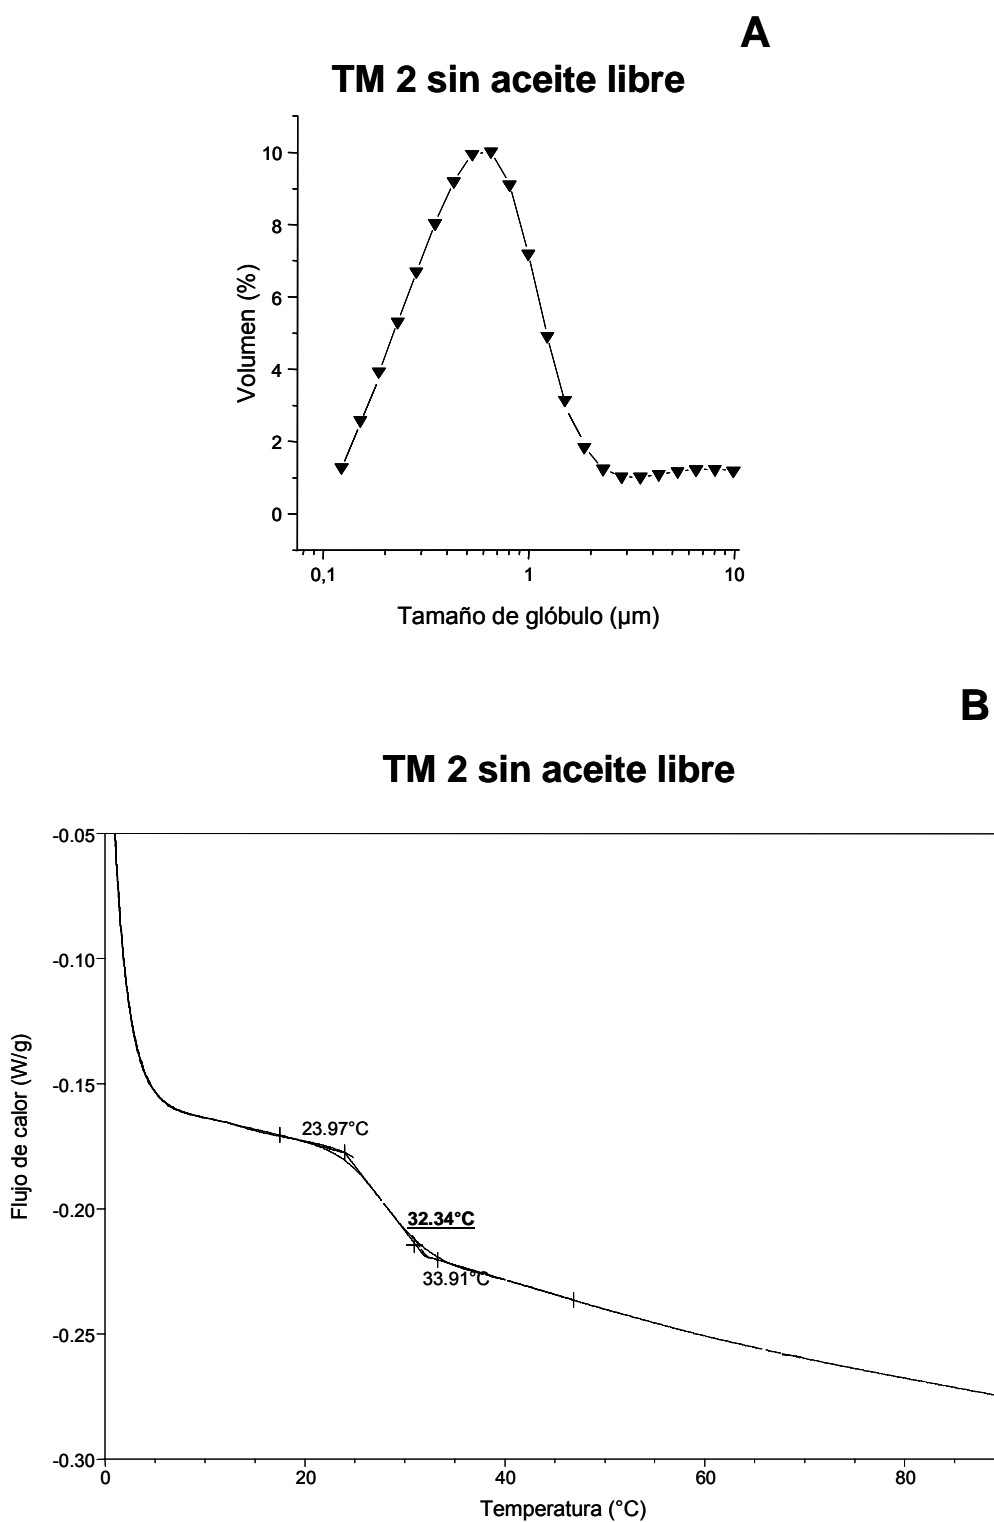 A
TM 2 sin aceite libre
10
8
6
4
2
0
Volumen (%)
0,1 1 10
Tamaño de glóbulo (µm)
B
TM 2 sin aceite libre
-0.05
-0.10
-0.15
-0.20
-0.25
-0.30
Flujo de calor (W/g)
23.97°C
32.34°C
33.91°C
0 20 40 60 80
Temperatura (°C)